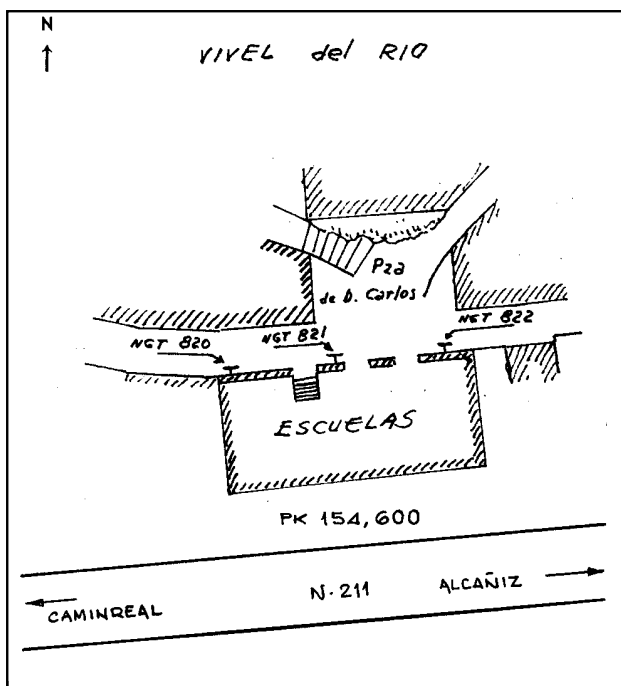 N
VIVEL del RIO
Pza
de D. Carlos
NGT 820
NGT 821
NGT 822
ESCUELAS
PK 154,600
N-211
ALCAÑIZ
CAMINREAL